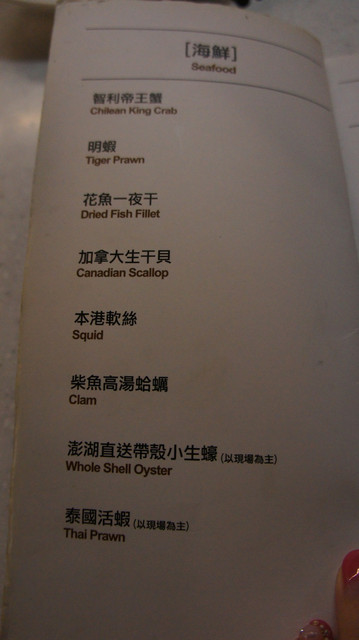 [海鮮]
Seafood
智利帝王蟹
Chilean King Crab
明蝦
Tiger Prawn
花魚一夜干
Dried Fish Fillet
加拿大生干貝
Canadian Scallop
本港軟絲
Squid
柴魚高湯蛤蠣
Clam
澎湖直送帶殼小生蠔 (以現場為主)
Whole Shell Oyster
泰國活蝦 (以現場為主)
Thai Prawn